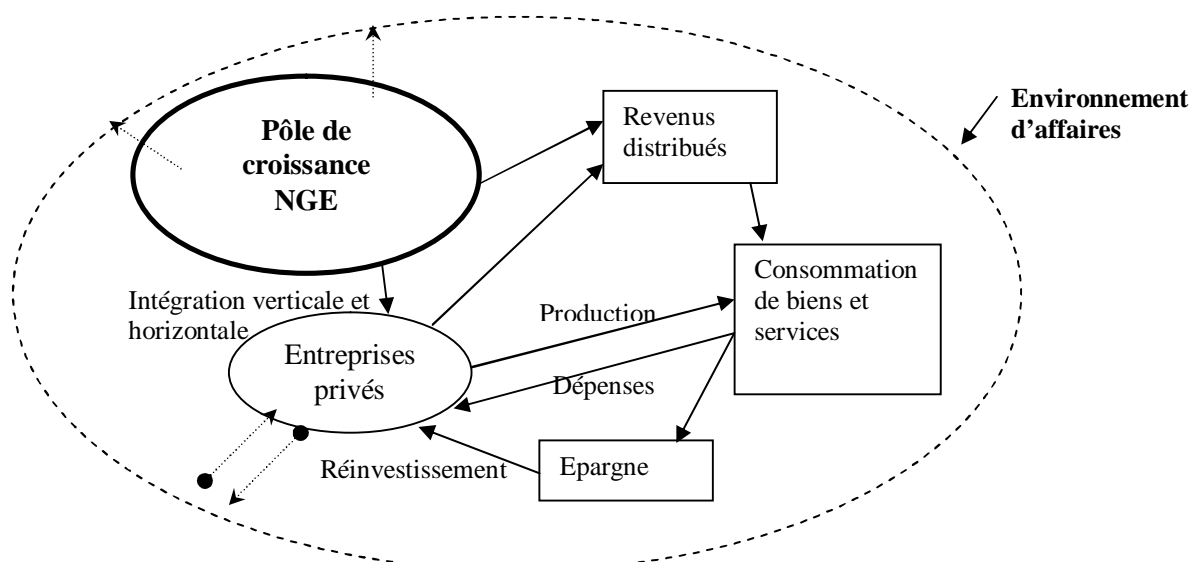 Pôle de
croissance
NGE
Revenus
distribués
Environnement
d’affaires
Intégration verticale et
horizontale
Production
Consommation
de biens et
services
Entreprises
privés
Dépenses
Réinvestissement
Epargne